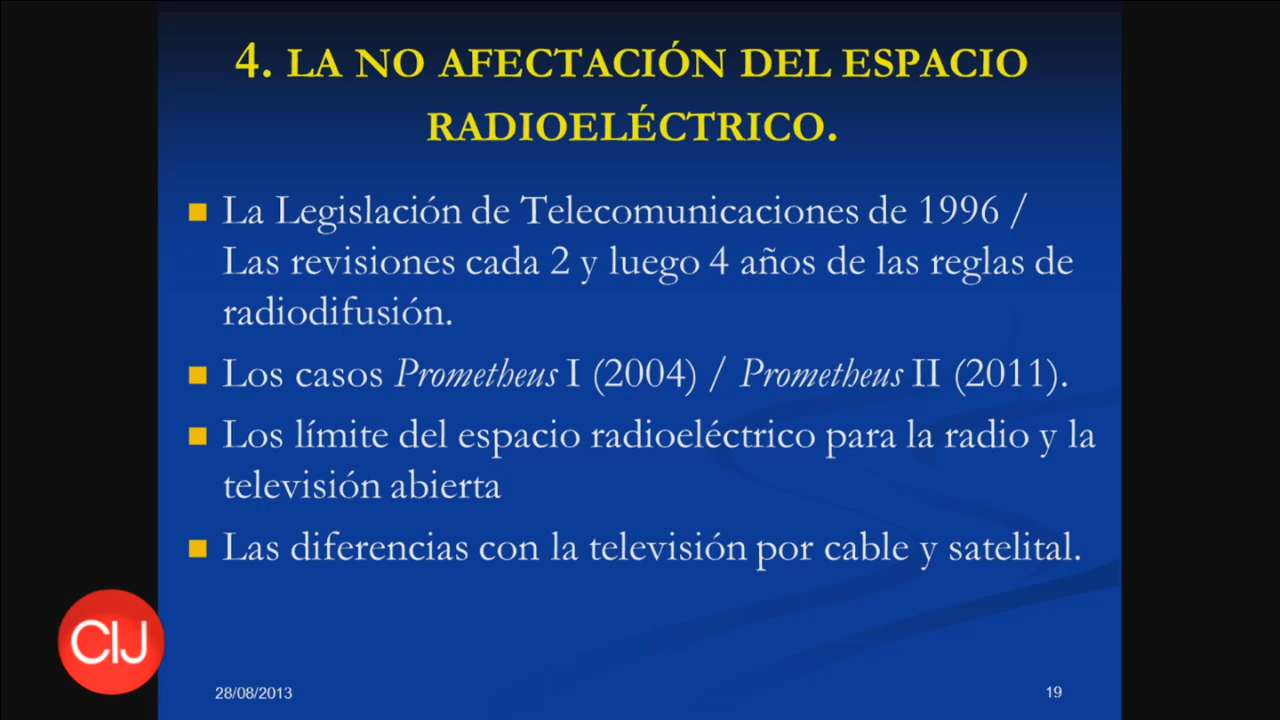 4. LA NO AFECTACIÓN DEL ESPACIO
RADIOELÉCTRICO.
La Legislación de Telecomunicaciones de 1996 /
Las revisiones cada 2 y luego 4 años de las reglas de
radiodifusión.
Los casos Prometheus I (2004) / Prometheus II (2011).
Los límite del espacio radioeléctrico para la radio y la
televisión abierta
Las diferencias con la televisión por cable y satelital.
CIJ
28/08/2013
19